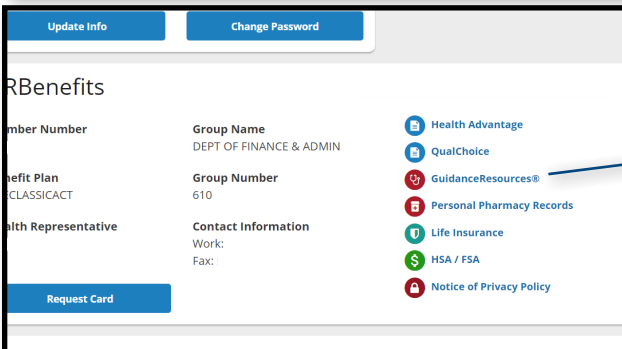 Update Info
Change Password
RBenefits
mber Number
Group Name
DEPT OF FINANCE & ADMIN
nefit Plan
CLASSICACT
Group Number
610
alth Representative
Contact Information
Work:
Fax:
Request Card
Health Advantage
QualChoice
GuidanceResources®
Personal Pharmacy Records
Life Insurance
HSA / FSA
Notice of Privacy Policy